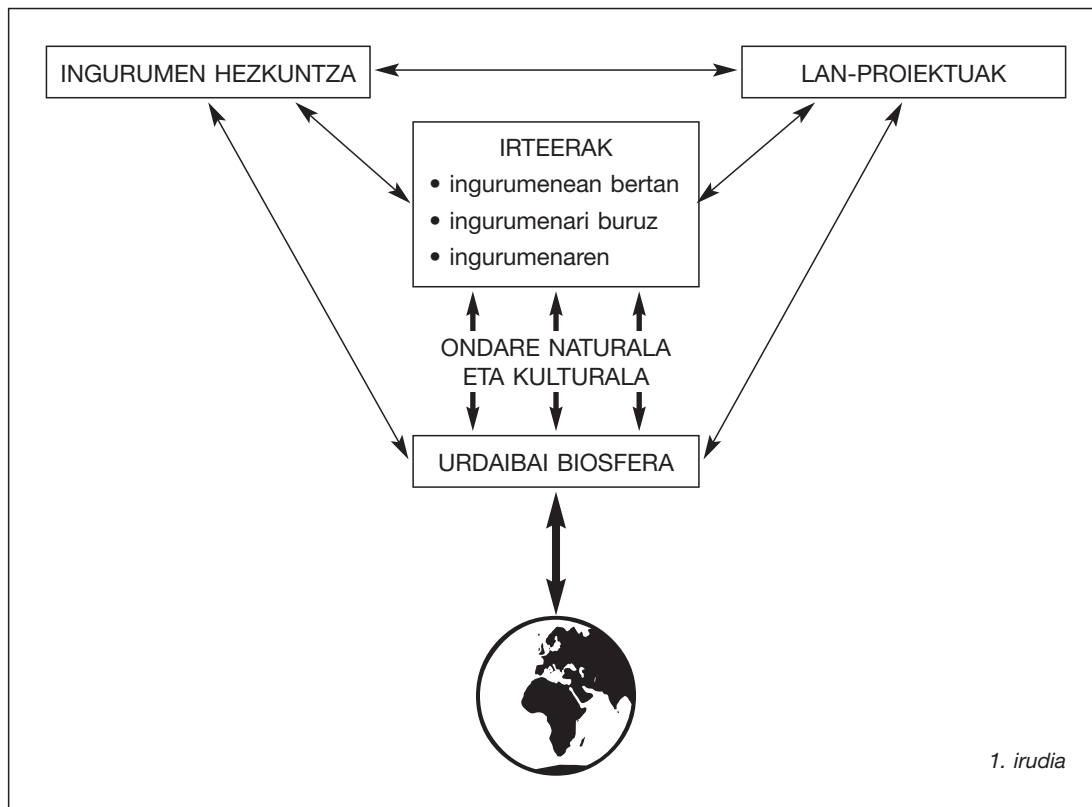 INGURUMEN HEZKUNTZA
LAN-PROIEKTUAK
IRTEERAK
• ingurumenean bertan
• ingurumenari buruz
• ingurumenaren
ONDARE NATURALA
ETA KULTURALA
URDAIBAI BIOSFERA
1. irudia